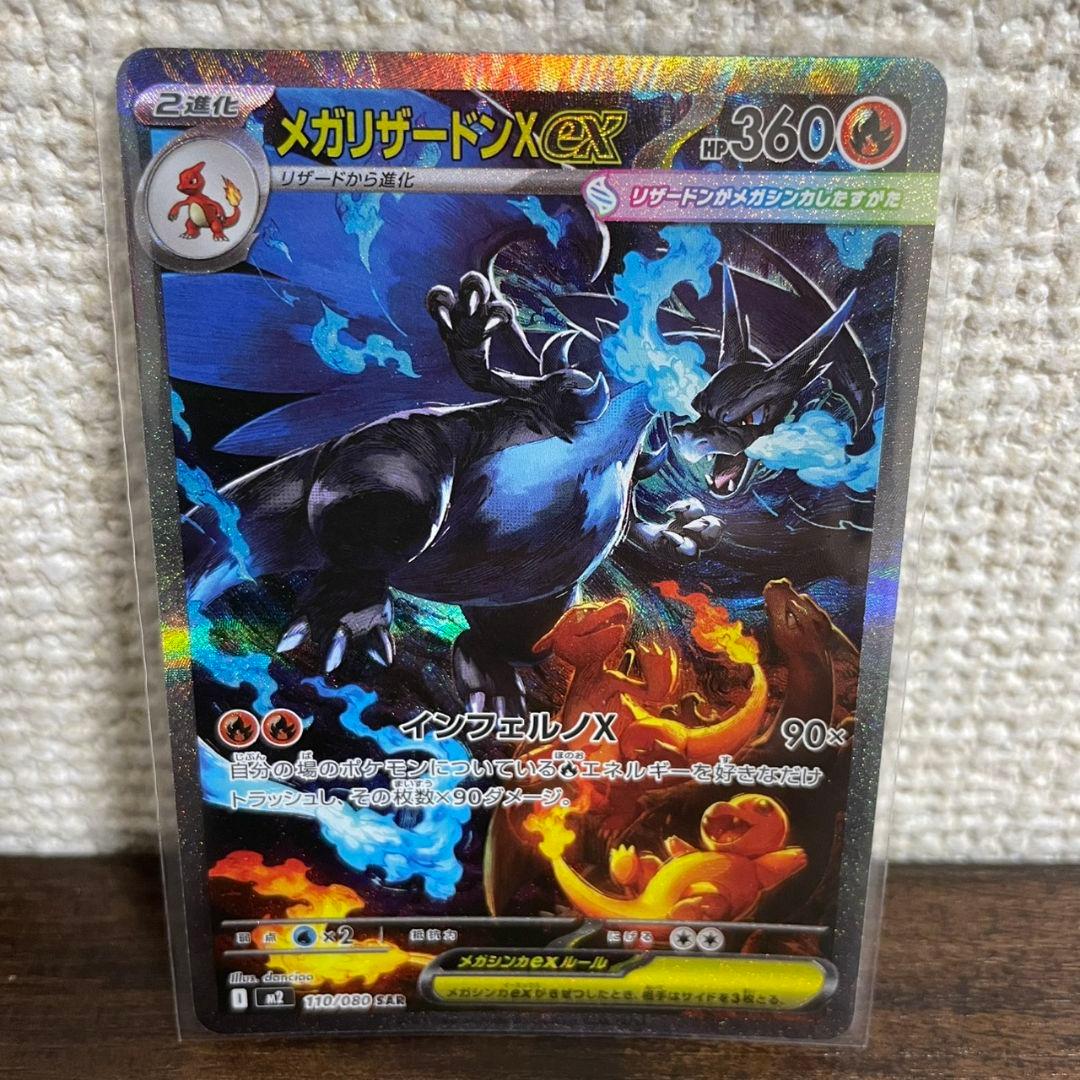 2進化
メガリザードンXex
HP360
リザードから進化
リザードンがメガシンカしたすがた
インフェルノX 90×
自分の場のポケモンについているエネルギーを好きなだけ
トラッシュし、その枚数×90ダメージ。
弱点 ×2 抵抗力 にげる
メガシンカexルール
メガシンカexがきぜつしたとき、相手はサイドを3枚とる。
Illus. danciao
I M2 110/080 SAR